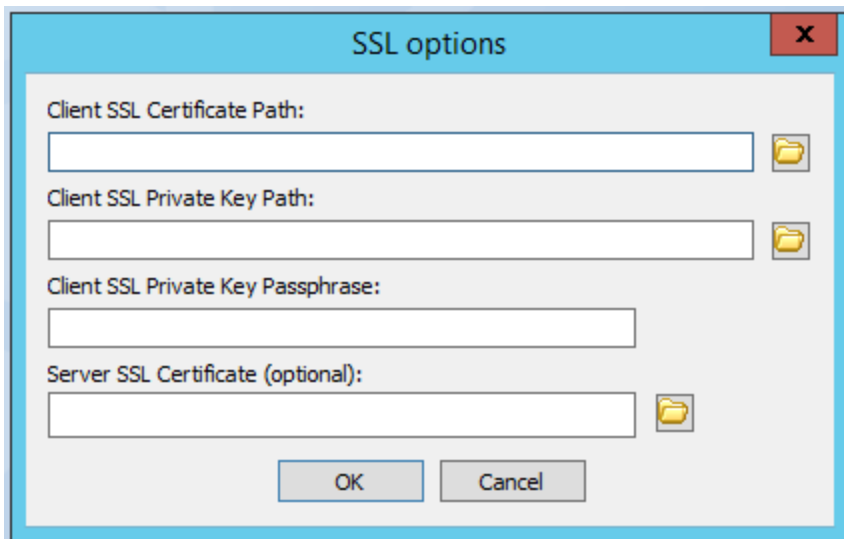 SSL options
x
Client SSL Certificate Path:
Client SSL Private Key Path:
Client SSL Private Key Passphrase:
Server SSL Certificate (optional):
OK Cancel